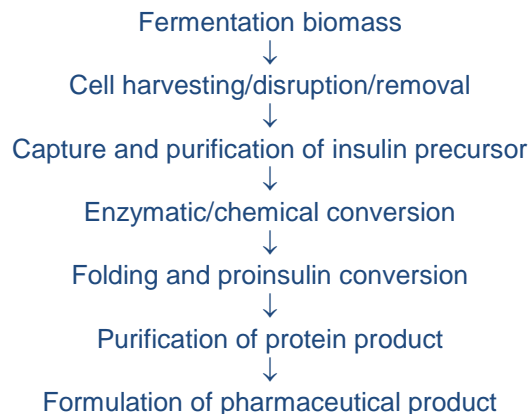 Fermentation biomass
↓
Cell harvesting/disruption/removal
↓
Capture and purification of insulin precursor
↓
Enzymatic/chemical conversion
↓
Folding and proinsulin conversion
↓
Purification of protein product
↓
Formulation of pharmaceutical product